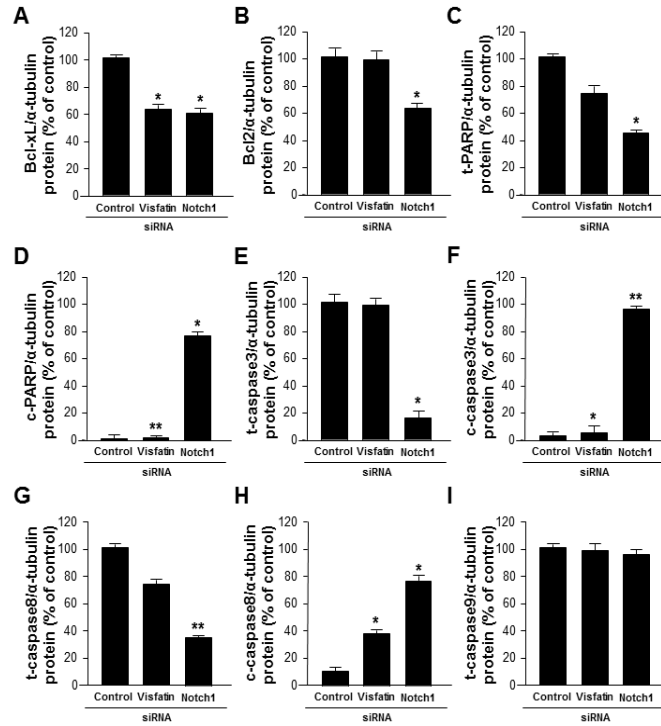 A
Bcl-xL/α-tubulin
protein (% of control)
120
100
80
60
40
20
0
*
*
Control Visfatin Notch1
siRNA
B
Bcl2/α-tubulin
protein (% of control)
120
100
80
60
40
20
0
*
Control Visfatin Notch1
siRNA
C
t-PARP/α-tubulin
protein (% of control)
120
100
80
60
40
20
0
*
Control Visfatin Notch1
siRNA
D
c-PARP/α-tubulin
protein (% of control)
120
100
80
60
40
20
0
**
*
Control Visfatin Notch1
siRNA
E
t-caspase3/α-tubulin
protein (% of control)
120
100
80
60
40
20
0
*
Control Visfatin Notch1
siRNA
F
c-caspase3/α-tubulin
protein (% of control)
120
100
80
60
40
20
0
*
**
Control Visfatin Notch1
siRNA
G
t-caspase8/α-tubulin
protein (% of control)
120
100
80
60
40
20
0
**
Control Visfatin Notch1
siRNA
H
c-caspase8/α-tubulin
protein (% of control)
120
100
80
60
40
20
0
*
*
Control Visfatin Notch1
siRNA
I
t-caspase9/α-tubulin
protein (% of control)
120
100
80
60
40
20
0
Control Visfatin Notch1
siRNA